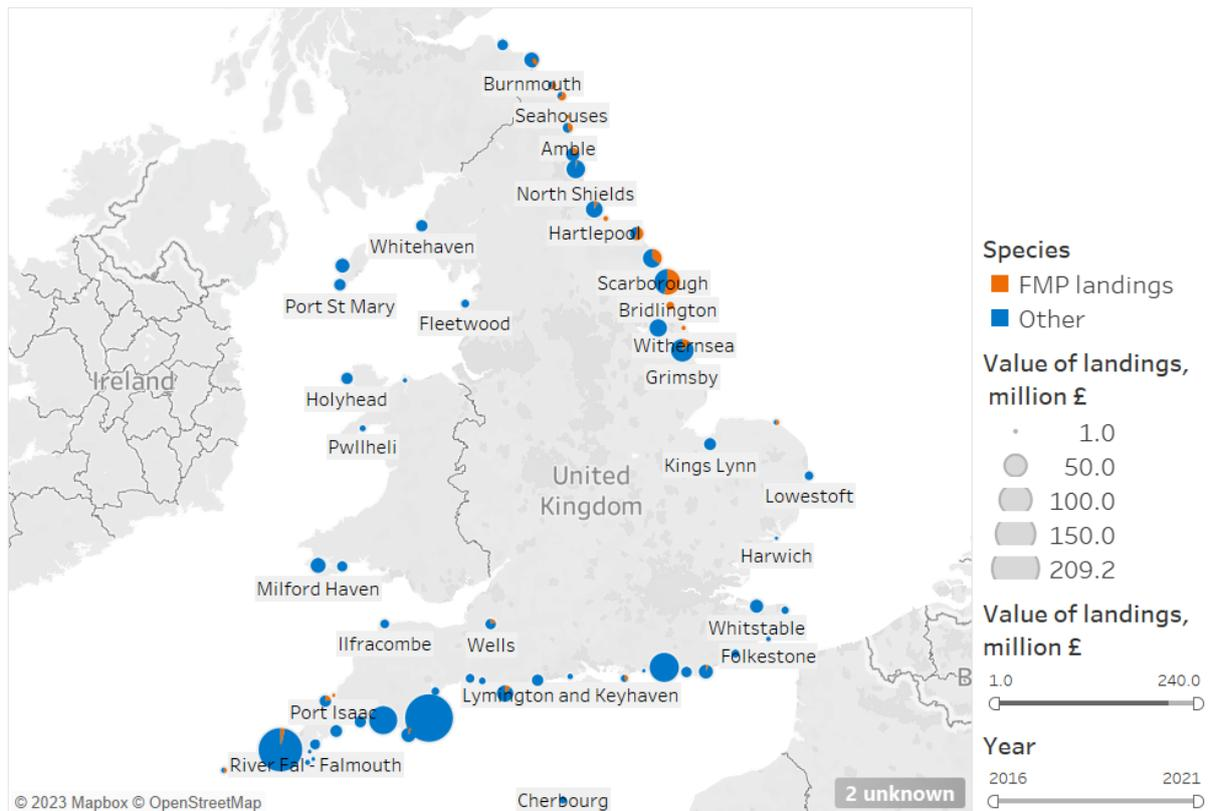 Burnmouth
Seahouses
Amble
North Shields
Hartlepool
Whitehaven
Port St Mary
Scarborough
Bridlington
Fleetwood
Withernsea
Grimsby
Ireland
Holyhead
Pwllheli
Kings Lynn
United
Kingdom
Lowestoft
Harwich
Milford Haven
Whitstable
Ilfracombe
Wells
Folkestone
B
Lymington and Keyhaven
Port Isaac
River Fal - Falmouth
Cherbourg
2 unknown
© 2023 Mapbox © OpenStreetMap
Species
FMP landings
Other
Value of landings,
million £
1.0
50.0
100.0
150.0
209.2
Value of landings,
million £
1.0 240.0
Year
2016 2021